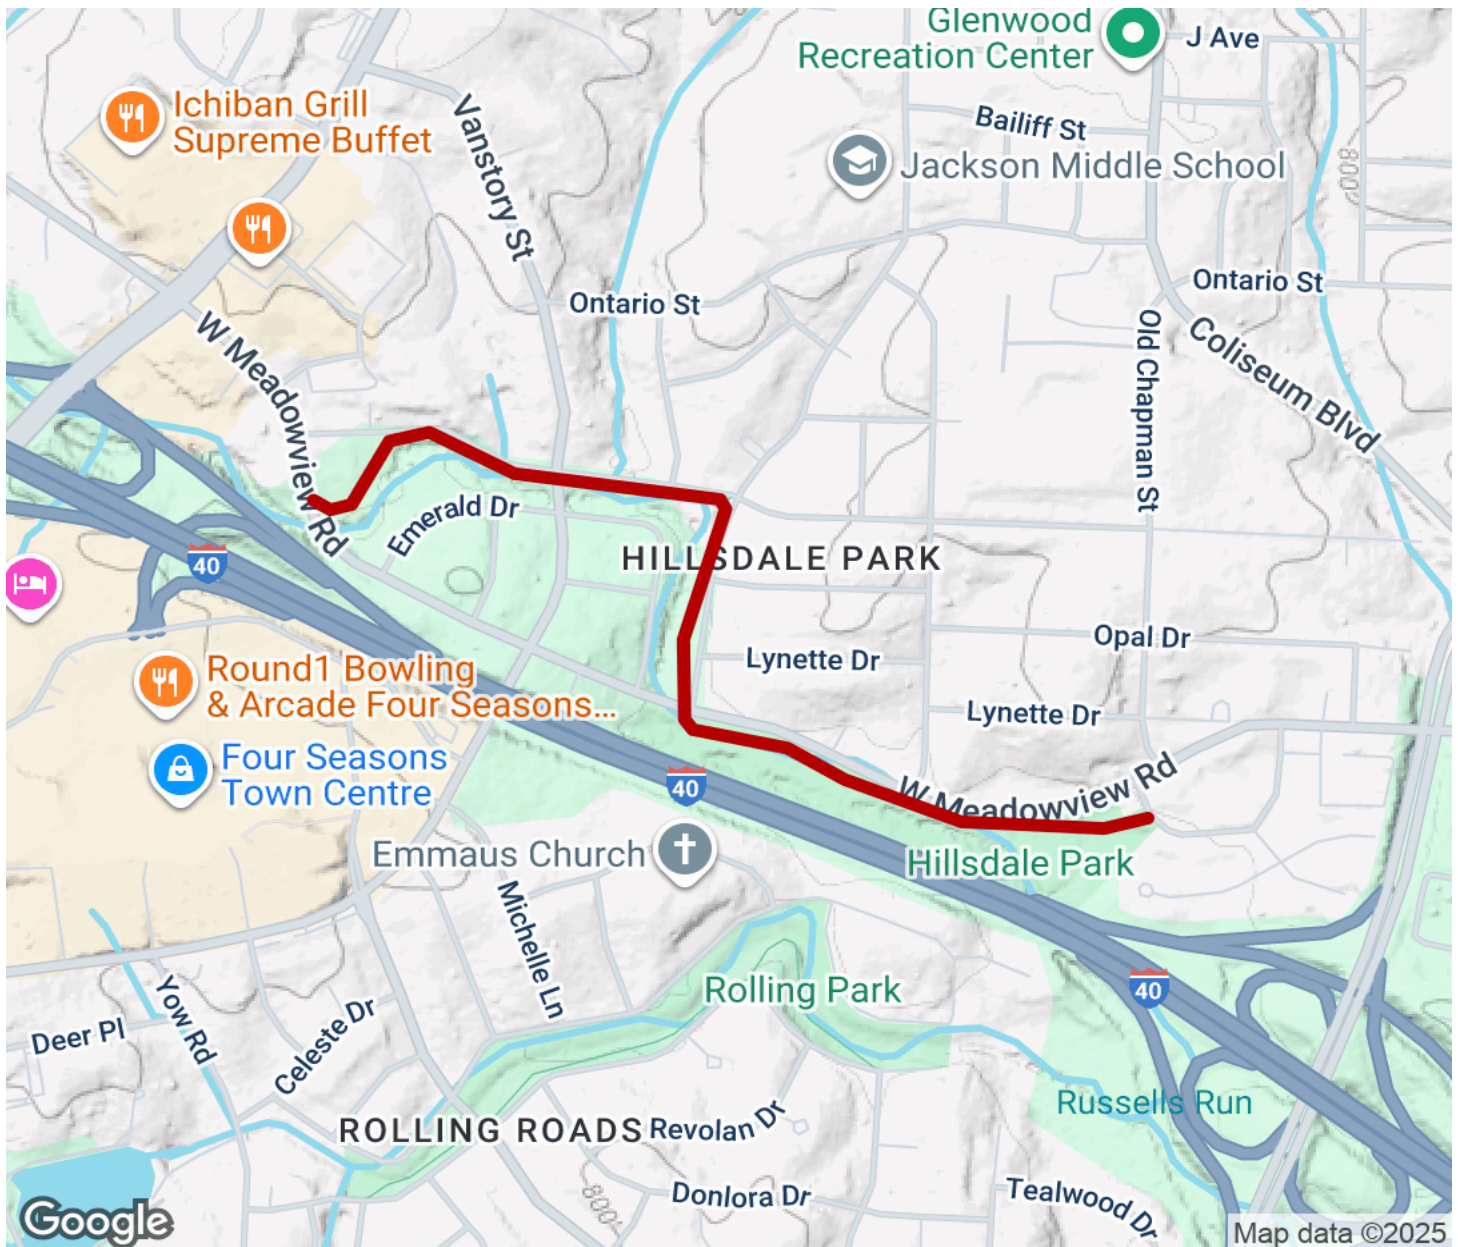 Glenwood
Recreation Center
J Ave
Ichiban Grill
Supreme Buffet
Vanstory St
Bailiff St
Jackson Middle School
800
Ontario St
Ontario St
W Meadowview Rd
Old Chapman St
Coliseum Blvd
Emerald Dr
40
HILLSDALE PARK
Opal Dr
Lynette Dr
Round1 Bowling
& Arcade Four Seasons...
Lynette Dr
Four Seasons
Town Centre
40
W Meadowview Rd
Emmaus Church
Hillsdale Park
Michelle Ln
Rolling Park
40
Yow Rd
Deer Pl
Celeste Dr
Russells Run
ROLLING ROADS
Revolan Dr
800
Donlora Dr
Tealwood Dr
Google
Map data ©2025